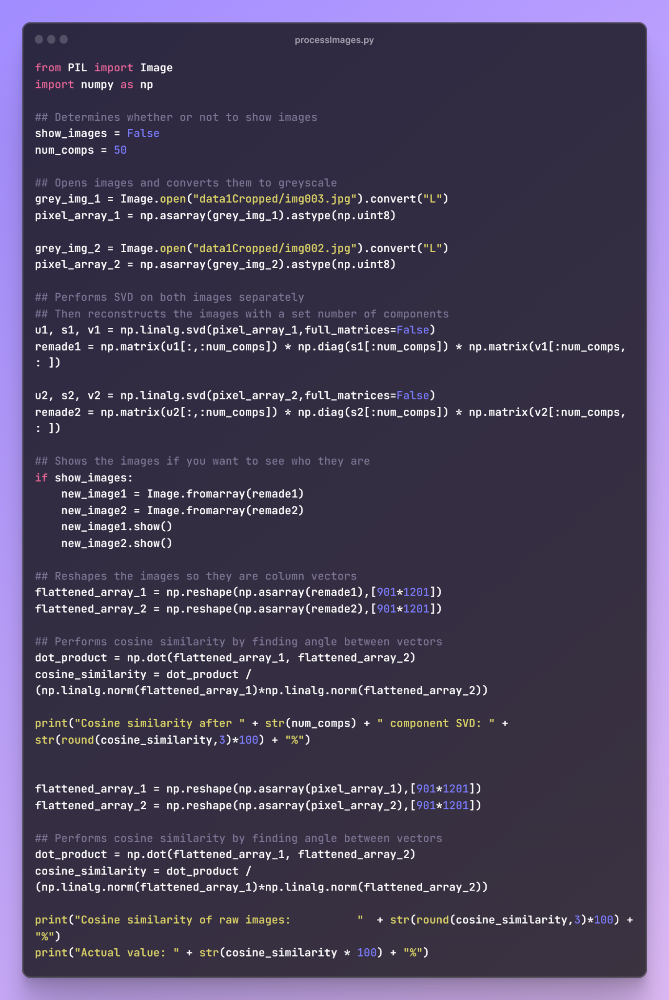 processImages.py
from PIL import Image
import numpy as np
## Determines whether or not to show images
show_images = False
num_comps = 50
## Opens images and converts them to greyscale
grey_img_1 = Image.open("data1Cropped/img003.jpg").convert("L")
pixel_array_1 = np.asarray(grey_img_1).astype(np.uint8)
grey_img_2 = Image.open("data1Cropped/img002.jpg").convert("L")
pixel_array_2 = np.asarray(grey_img_2).astype(np.uint8)
## Performs SVD on both images separately
## Then reconstructs the images with a set number of components
u1, s1, v1 = np.linalg.svd(pixel_array_1,full_matrices=False)
remade1 = np.matrix(u1[:,:num_comps]) * np.diag(s1[:num_comps]) * np.matrix(v1[:num_comps,
: ])
u2, s2, v2 = np.linalg.svd(pixel_array_2,full_matrices=False)
remade2 = np.matrix(u2[:,:num_comps]) * np.diag(s2[:num_comps]) * np.matrix(v2[:num_comps,
: ])
## Shows the images if you want to see who they are
if show_images:
    new_image1 = Image.fromarray(remade1)
    new_image2 = Image.fromarray(remade2)
    new_image1.show()
    new_image2.show()
## Reshapes the images so they are column vectors
flattened_array_1 = np.reshape(np.asarray(remade1),[901*1201])
flattened_array_2 = np.reshape(np.asarray(remade2),[901*1201])
## Performs cosine similarity by finding angle between vectors
dot_product = np.dot(flattened_array_1, flattened_array_2)
cosine_similarity = dot_product /
(np.linalg.norm(flattened_array_1)*np.linalg.norm(flattened_array_2))
print("Cosine similarity after " + str(num_comps) + " component SVD: " +
str(round(cosine_similarity,3)*100) + "%")
flattened_array_1 = np.reshape(np.asarray(pixel_array_1),[901*1201])
flattened_array_2 = np.reshape(np.asarray(pixel_array_2),[901*1201])
## Performs cosine similarity by finding angle between vectors
dot_product = np.dot(flattened_array_1, flattened_array_2)
cosine_similarity = dot_product /
(np.linalg.norm(flattened_array_1)*np.linalg.norm(flattened_array_2))
print("Cosine similarity of raw images:          "  + str(round(cosine_similarity,3)*100) +
"%")
print("Actual value: " + str(cosine_similarity * 100) + "%")